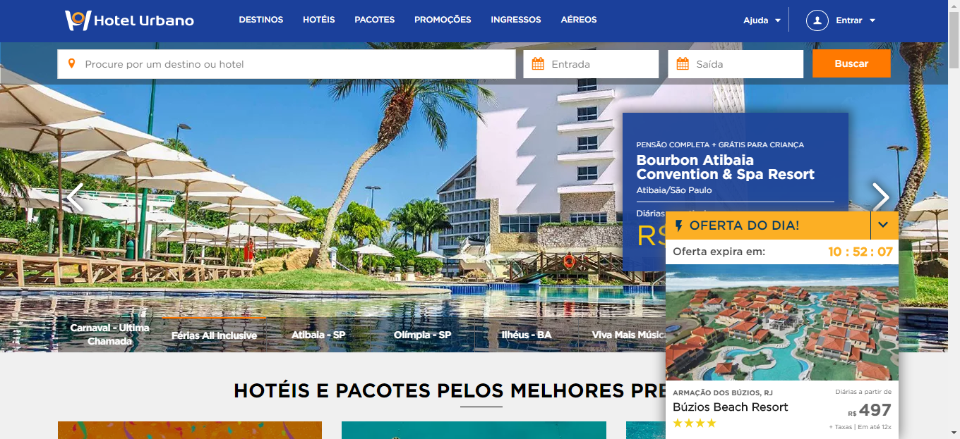 Hotel Urbano
DESTINOS HOTÉIS PACOTES PROMOÇÕES INGRESSOS AÉREOS
Ajuda
Entrar
Procure por um destino ou hotel
Entrada
Saída
Buscar
PENSÃO COMPLETA + GRÁTIS PARA CRIANÇA
Bourbon Atibaia
Convention & Spa Resort
Atibaia/São Paulo
Diárias
R$
OFERTA DO DIA!
Oferta expira em: 10 : 52 : 07
Carnaval - Ultima
Chamada
Férias All Inclusive
Atibaia - SP
Olímpia - SP
Ilhéus - BA
Viva Mais Músic
HOTÉIS E PACOTES PELOS MELHORES PRE
ARMAÇÃO DOS BÚZIOS, RJ
Búzios Beach Resort
Diárias a partir de
R$ 497
+ Taxas | Em até 12x